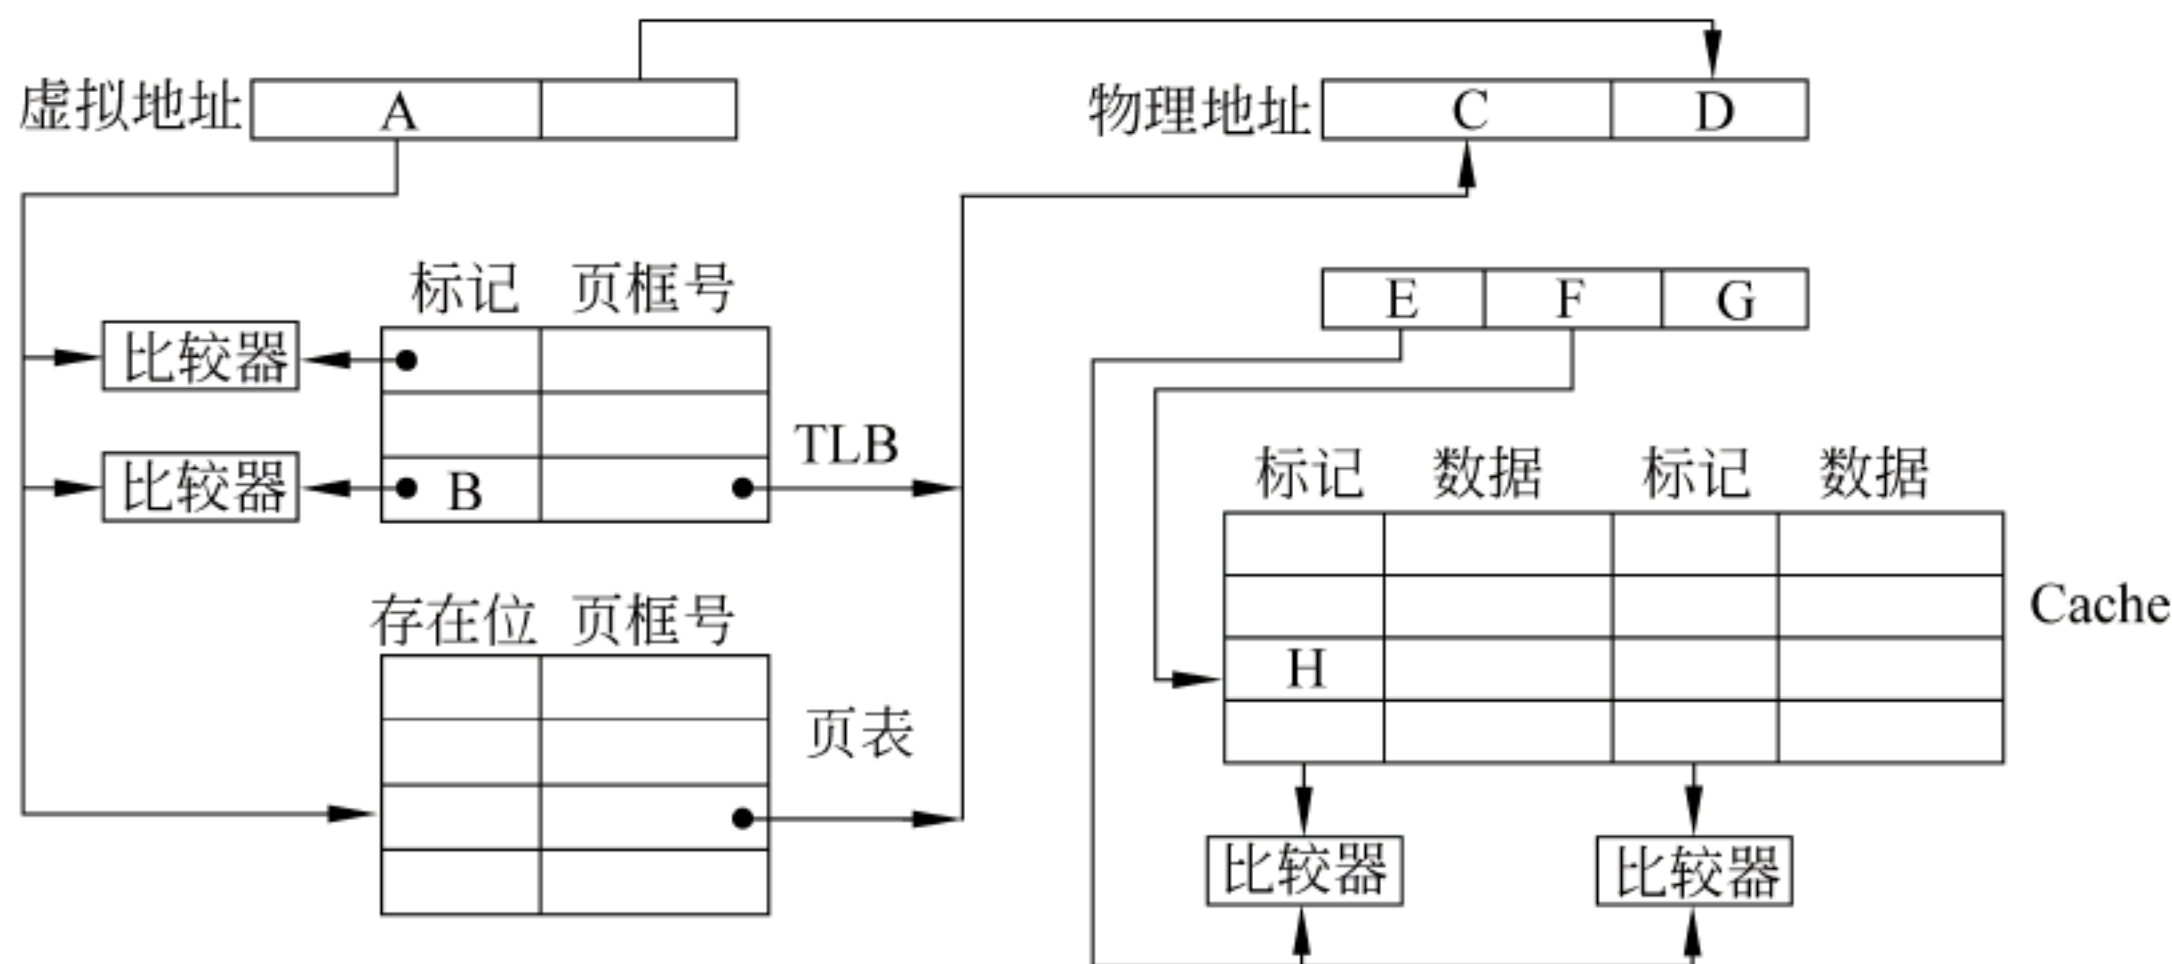 虚拟地址 A
物理地址 C D
标记 页框号
E F G
比较器
比较器 B
TLB
标记 数据 标记 数据
存在位 页框号
Cache
H
页表
比较器 比较器